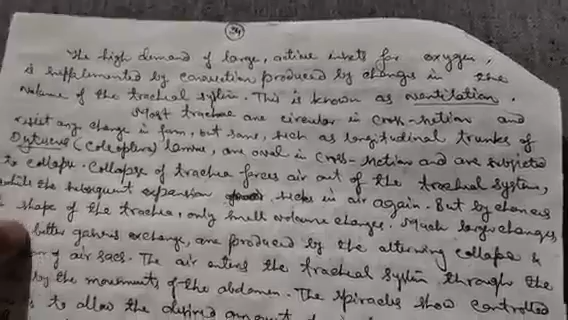 34
The high demand of large, active insects for oxygen,
is supplemented by convection produced by changes in the
volume of the tracheal system. This is known as ventilation.
Most tracheae are circular in cross-section and
resist any change in form, but some, such as longitudinal trunks of
Dytiscus (Coleoptera) larvae, are oval in cross-section and are subjected
to collapse. Collapse of trachea forces air out of the tracheal system,
while the subsequent expansion sucks in air again. But by changes
shape of the trachea, only small volume changes. Much larger changes,
better gaseous exchange, are produced by the alternating collapse &
of air sacs. The air enters the tracheal system through the
by the movements of the abdomen. The spiracles show controlled
to allow the desired amount